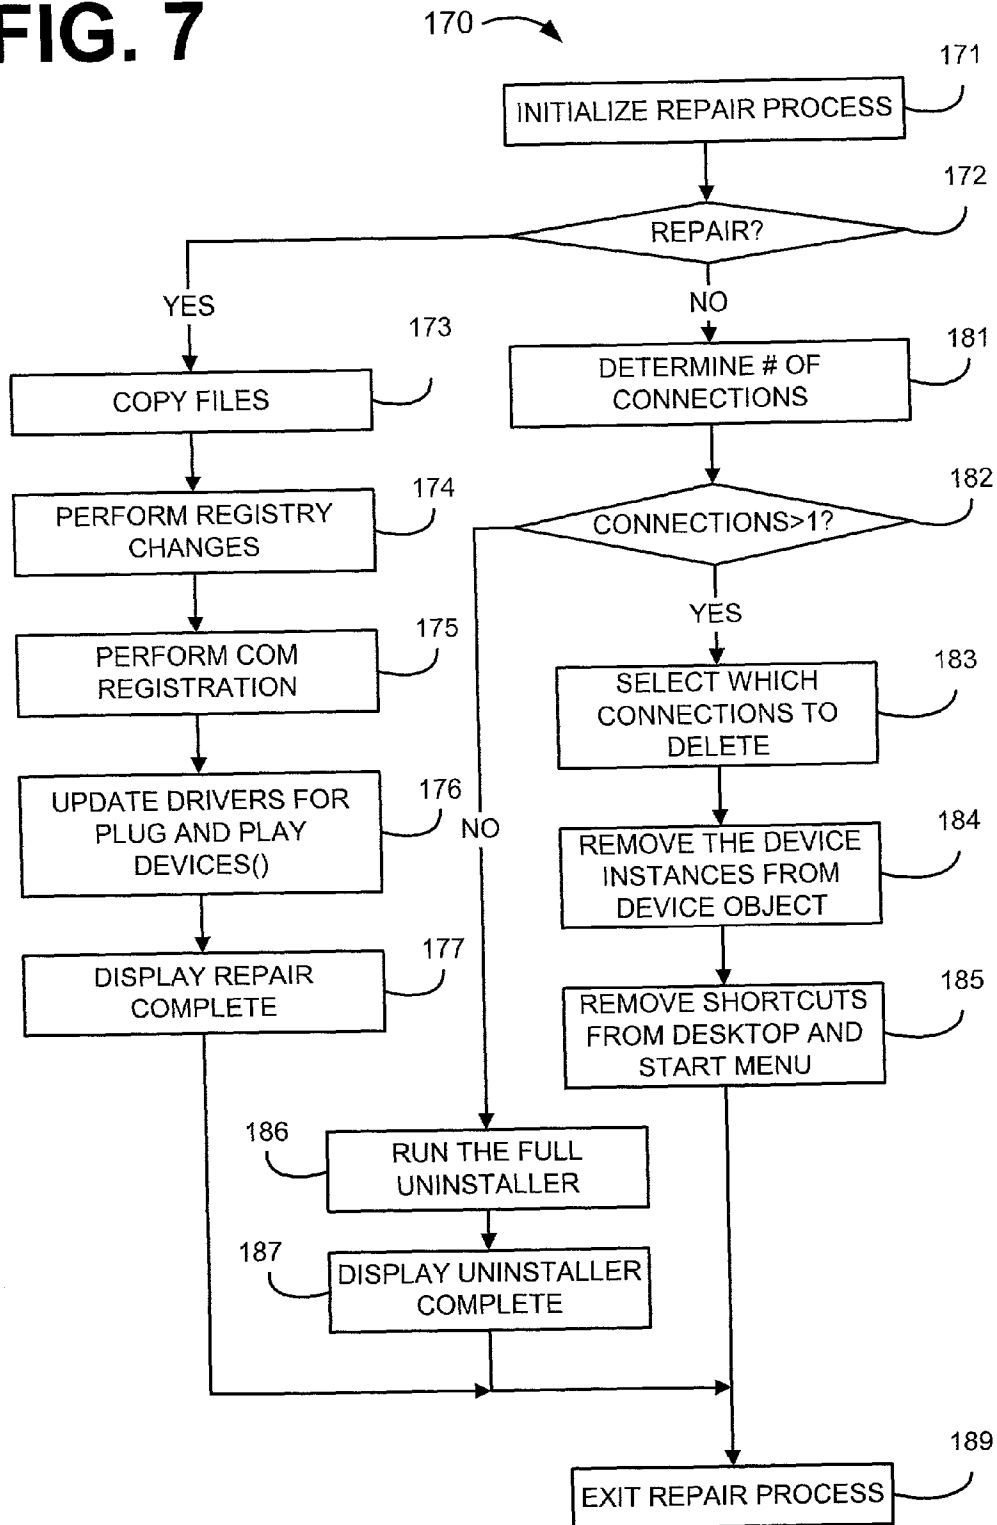 FIG. 7
170
171
INITIALIZE REPAIR PROCESS
172
REPAIR?
YES
NO
173
COPY FILES
181
DETERMINE # OF
CONNECTIONS
174
PERFORM REGISTRY
CHANGES
182
CONNECTIONS>1?
175
PERFORM COM
REGISTRATION
YES
183
SELECT WHICH
CONNECTIONS TO
DELETE
176
UPDATE DRIVERS FOR
PLUG AND PLAY
DEVICES()
NO
184
REMOVE THE DEVICE
INSTANCES FROM
DEVICE OBJECT
177
DISPLAY REPAIR
COMPLETE
185
REMOVE SHORTCUTS
FROM DESKTOP AND
START MENU
186
RUN THE FULL
UNINSTALLER
187
DISPLAY UNINSTALLER
COMPLETE
189
EXIT REPAIR PROCESS